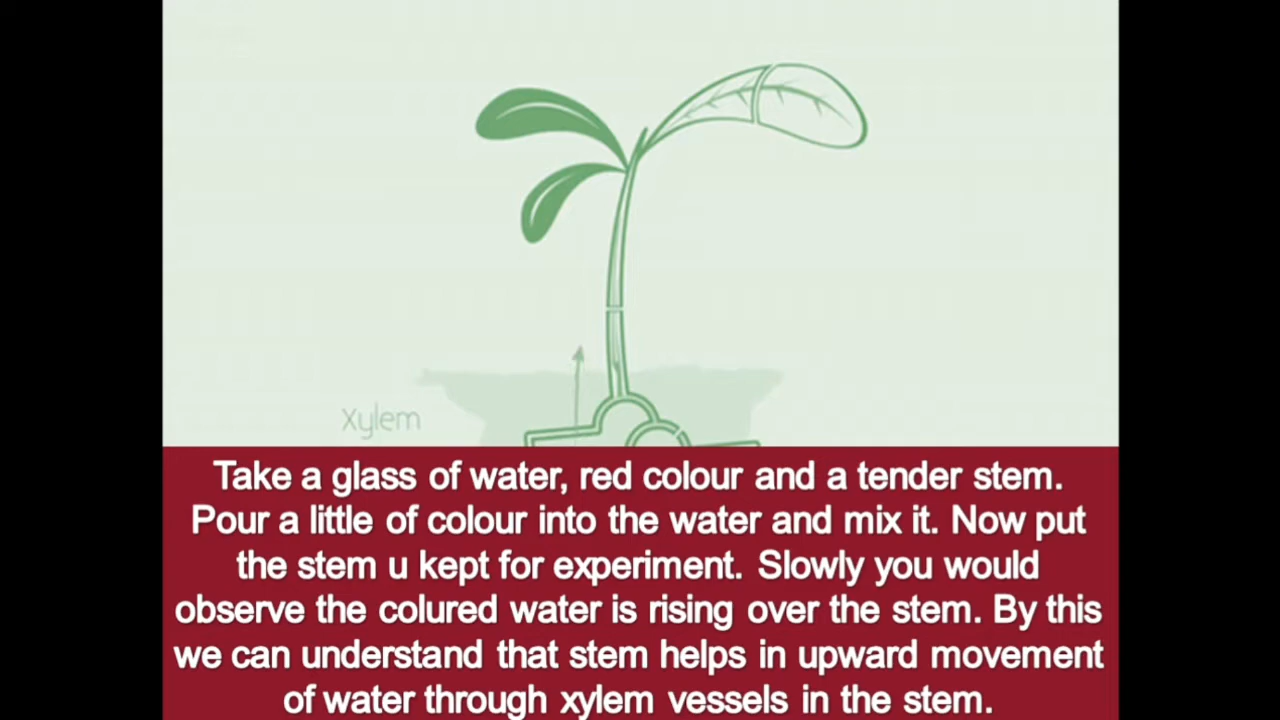 Xylem
Take a glass of water, red colour and a tender stem.
Pour a little of colour into the water and mix it. Now put
the stem u kept for experiment. Slowly you would
observe the colured water is rising over the stem. By this
we can understand that stem helps in upward movement
of water through xylem vessels in the stem.